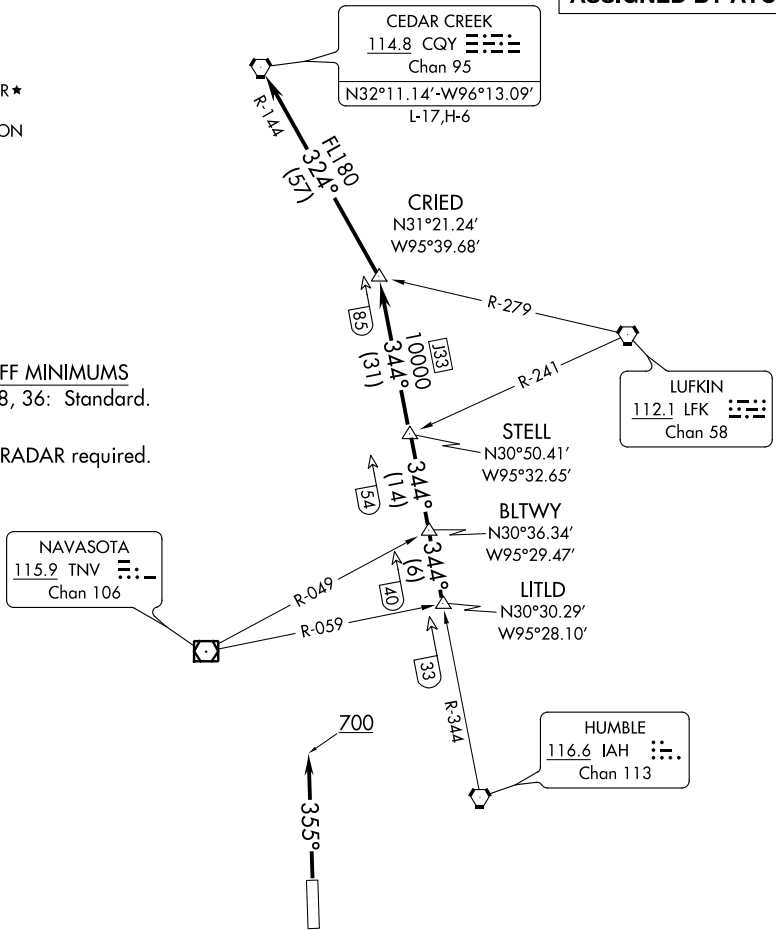 CEDAR CREEK
114.8 CQY
Chan 95
N32°11.14'-W96°13.09'
L-17,H-6
R★
ON
R-144
FL180
324°
(57)
CRIED
N31°21.24'
W95°39.68'
85
R-279
J33
10000
344°
(31)
R-241
LUFKIN
112.1 LFK
Chan 58
FF MINIMUMS
8, 36: Standard.
STELL
N30°50.41'
W95°32.65'
RADAR required.
54
344°
(14)
BLTWY
N30°36.34'
W95°29.47'
NAVASOTA
115.9 TNV
Chan 106
R-049
40
344°
(6)
LITLD
N30°30.29'
W95°28.10'
R-059
33
R-344
700
355°
HUMBLE
116.6 IAH
Chan 113